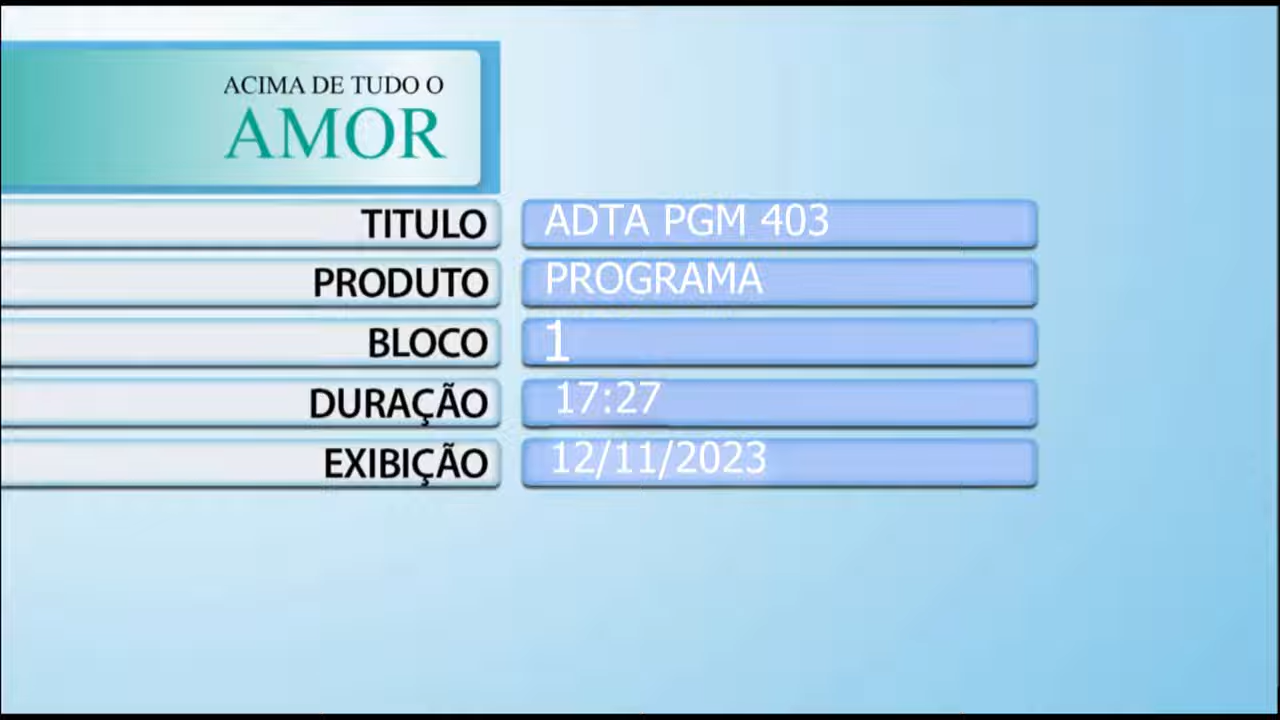 ACIMA DE TUDO O
AMOR
TITULO ADTA PGM 403
PRODUTO PROGRAMA
BLOCO 1
DURAÇÃO 17:27
EXIBIÇÃO 12/11/2023